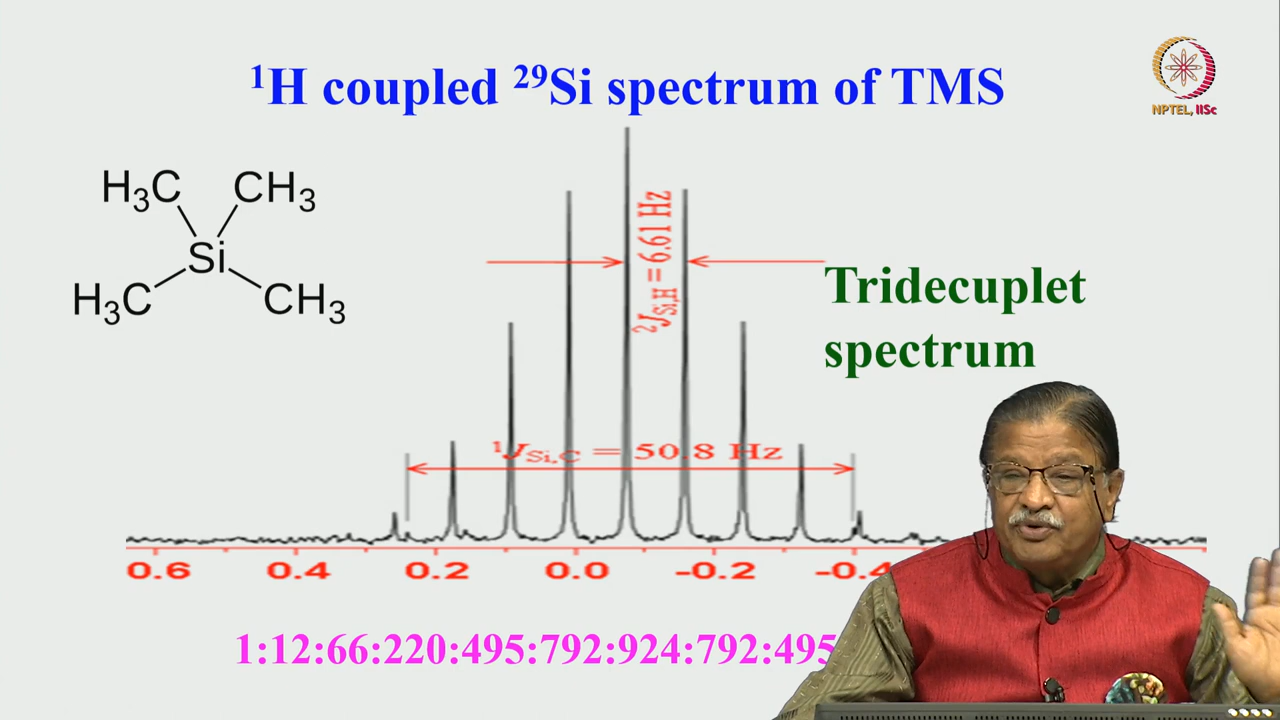 ¹H coupled ²⁹Si spectrum of TMS
NPTEL, IISc
H₃C CH₃
Si
H₃C CH₃
²J_Si,H = 6.61 Hz
Tridecuplet
spectrum
¹J_Si,C = 50.8 Hz
0.6 0.4 0.2 0.0 -0.2 -0.4
1:12:66:220:495:792:924:792:495